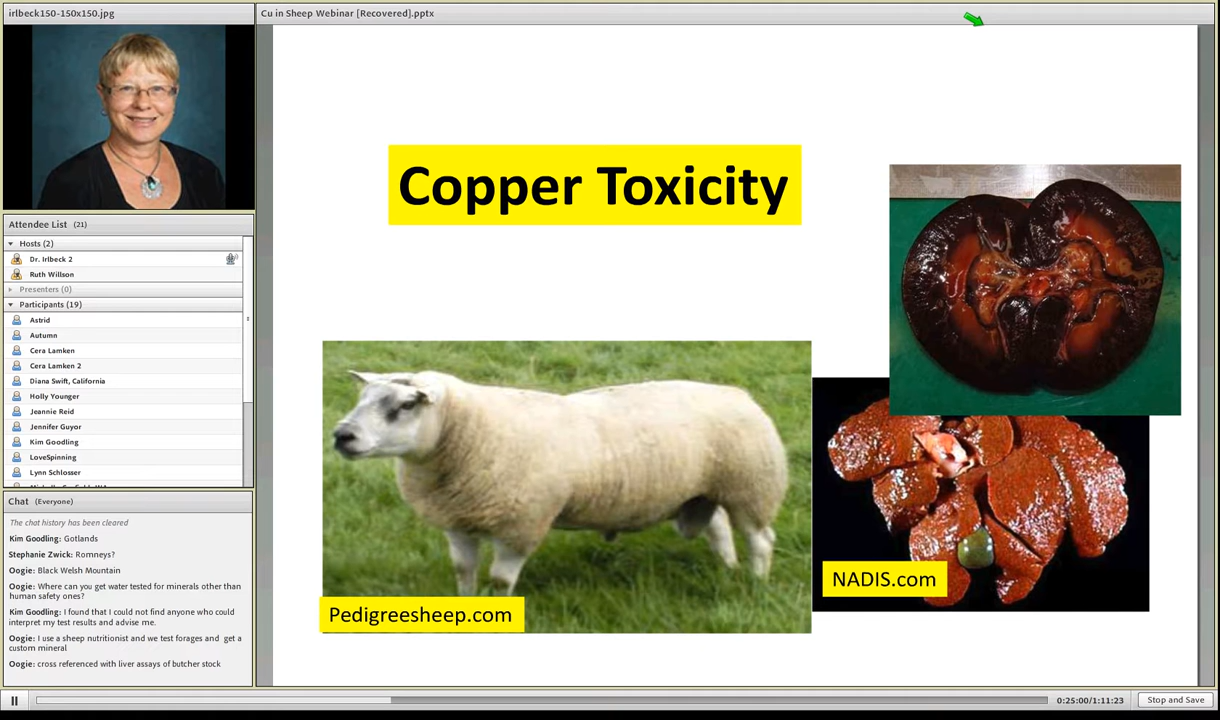 irlbeck150-150x150.jpg
Cu in Sheep Webinar [Recovered].pptx
Attendee List (21)
Hosts (2)
Dr. Irlbeck 2
Ruth Willson
Presenters (0)
Participants (19)
Astrid
Autumn
Cera Lamken
Cera Lamken 2
Diana Swift, California
Holly Younger
Jeannie Reid
Jennifer Guyor
Kim Goodling
LoveSpinning
Lynn Schlosser
Chat (Everyone)
The chat history has been cleared
Kim Goodling: Gotlands
Stephanie Zwick: Romneys?
Oogie: Black Welsh Mountain
Oogie: Where can you get water tested for minerals other than
human safety ones?
Kim Goodling: I found that I could not find anyone who could
interpret my test results and advise me.
Oogie: I use a sheep nutritionist and we test forages and get a
custom mineral
Oogie: cross referenced with liver assays of butcher stock
Copper Toxicity
Pedigreesheep.com
NADIS.com
0:25:00/1:11:23
Stop and Save